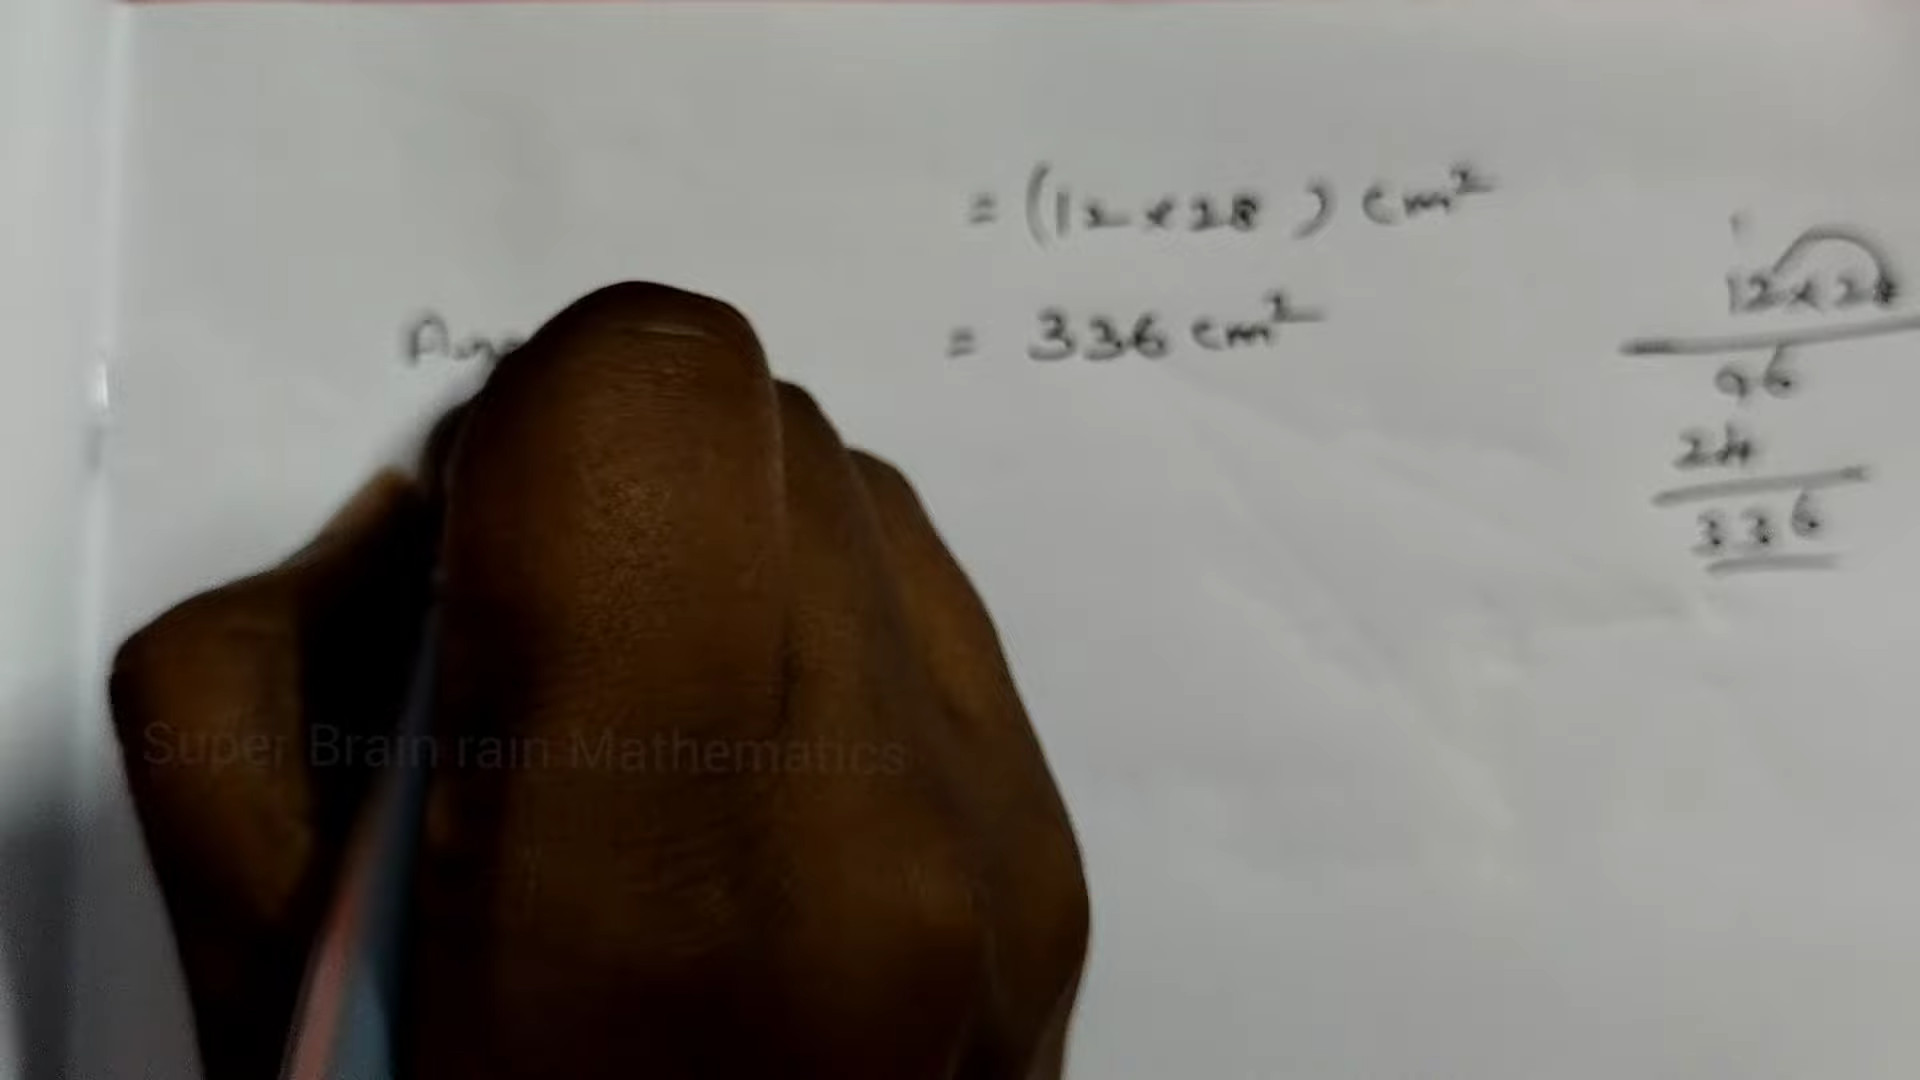 = (12 × 28) cm²
= 336 cm²
12 × 28
96
24
336
Super Brain rain Mathematics